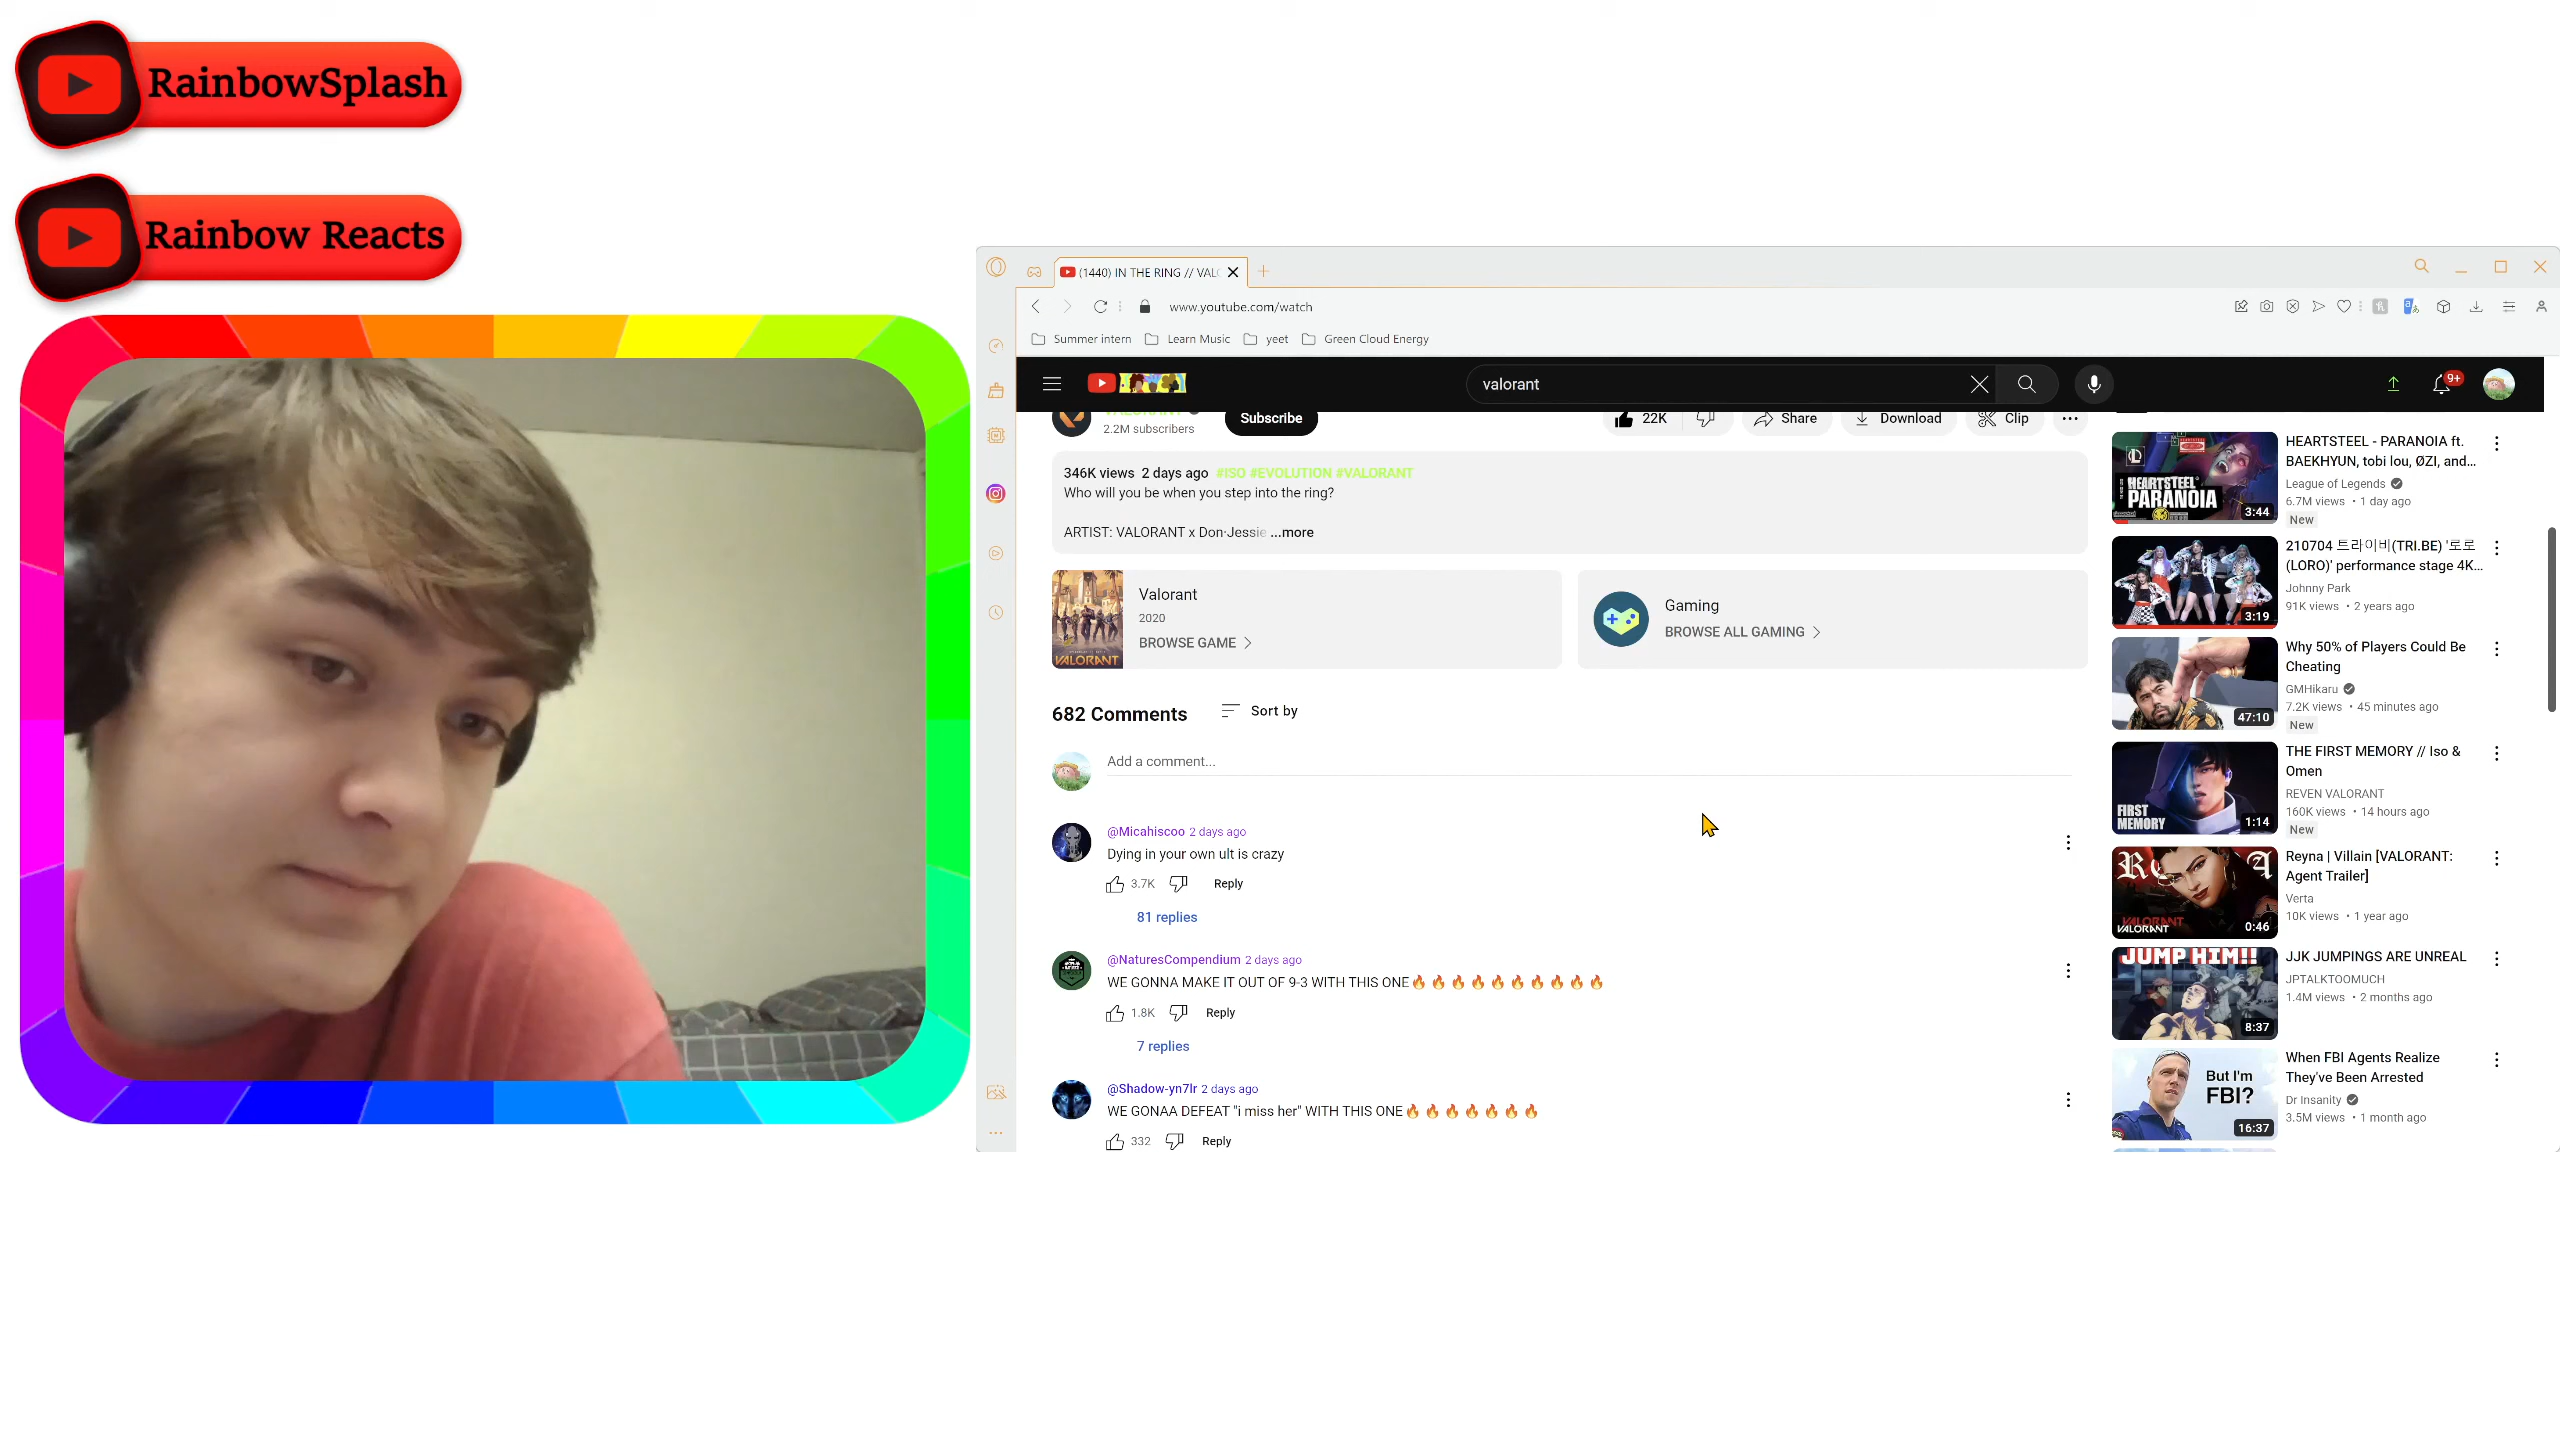 RainbowSplash
Rainbow Reacts
(1440) IN THE RING // VAL
www.youtube.com/watch
Summer intern
Learn Music
yeet
Green Cloud Energy
valorant
9+
2.2M subscribers
Subscribe
22K
Share
Download
Clip
346K views 2 days ago #ISO #EVOLUTION #VALORANT
Who will you be when you step into the ring?
ARTIST: VALORANT x Don·Jessie ...more
VALORANT
Valorant
2020
BROWSE GAME
Gaming
BROWSE ALL GAMING
682 Comments
Sort by
Add a comment...
@Micahiscoo 2 days ago
Dying in your own ult is crazy
3.7K
Reply
81 replies
@NaturesCompendium 2 days ago
WE GONNA MAKE IT OUT OF 9-3 WITH THIS ONE🔥🔥🔥🔥🔥🔥🔥🔥🔥🔥
1.8K
Reply
7 replies
@Shadow-yn7lr 2 days ago
WE GONAA DEFEAT "i miss her" WITH THIS ONE🔥🔥🔥🔥🔥🔥🔥
332
Reply
HEARTSTEEL
PARANOIA
3:44
HEARTSTEEL - PARANOIA ft.
BAEKHYUN, tobi lou, ØZI, and...
League of Legends
6.7M views • 1 day ago
New
3:19
210704 트라이비(TRI.BE) '로로
(LORO)' performance stage 4K...
Johnny Park
91K views • 2 years ago
47:10
Why 50% of Players Could Be
Cheating
GMHikaru
7.2K views • 45 minutes ago
New
FIRST
MEMORY
1:14
THE FIRST MEMORY // Iso &
Omen
REVEN VALORANT
160K views • 14 hours ago
New
R A
VALORANT
VALORANT
0:46
Reyna | Villain [VALORANT:
Agent Trailer]
Verta
10K views • 1 year ago
JUMP HIM!!
8:37
JJK JUMPINGS ARE UNREAL
JPTALKTOOMUCH
1.4M views • 2 months ago
But I'm
FBI?
16:37
When FBI Agents Realize
They've Been Arrested
Dr Insanity
3.5M views • 1 month ago